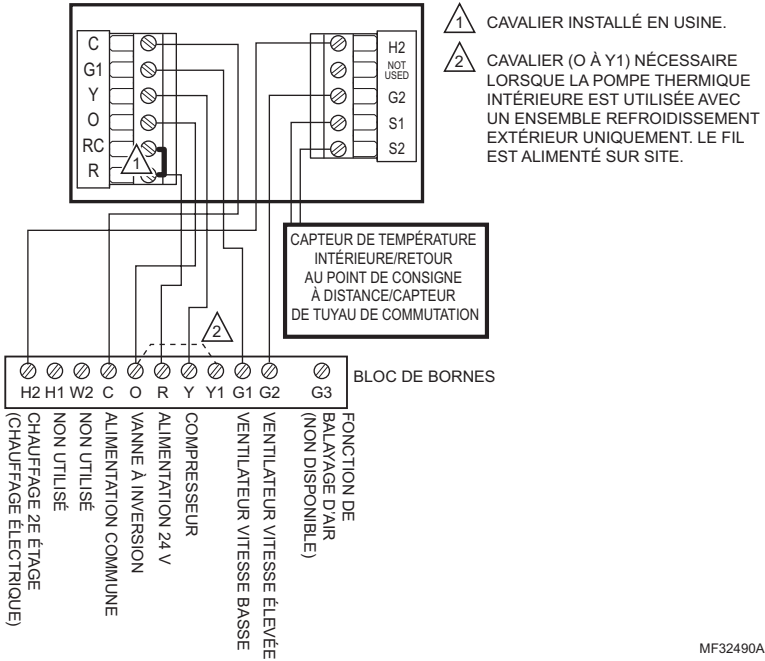 C
G1
Y
O
RC
R
1
H2
NOT
USED
G2
S1
S2
1
CAVALIER INSTALLÉ EN USINE.
2
CAVALIER (O À Y1) NÉCESSAIRE
LORSQUE LA POMPE THERMIQUE
INTÉRIEURE EST UTILISÉE AVEC
UN ENSEMBLE REFROIDISSEMENT
EXTÉRIEUR UNIQUEMENT. LE FIL
EST ALIMENTÉ SUR SITE.
CAPTEUR DE TEMPÉRATURE
INTÉRIEURE/RETOUR
AU POINT DE CONSIGNE
À DISTANCE/CAPTEUR
DE TUYAU DE COMMUTATION
2
H2 H1 W2 C O R Y Y1 G1 G2 G3
BLOC DE BORNES
CHAUFFAGE 2E ÉTAGE
(CHAUFFAGE ÉLECTRIQUE)
NON UTILISÉ
NON UTILISÉ
ALIMENTATION COMMUNE
VANNE À INVERSION
ALIMENTATION 24 V
COMPRESSEUR
VENTILATEUR VITESSE BASSE
VENTILATEUR VITESSE ÉLEVÉE
FONCTION DE
BALAYAGE D'AIR
(NON DISPONIBLE)
MF32490A